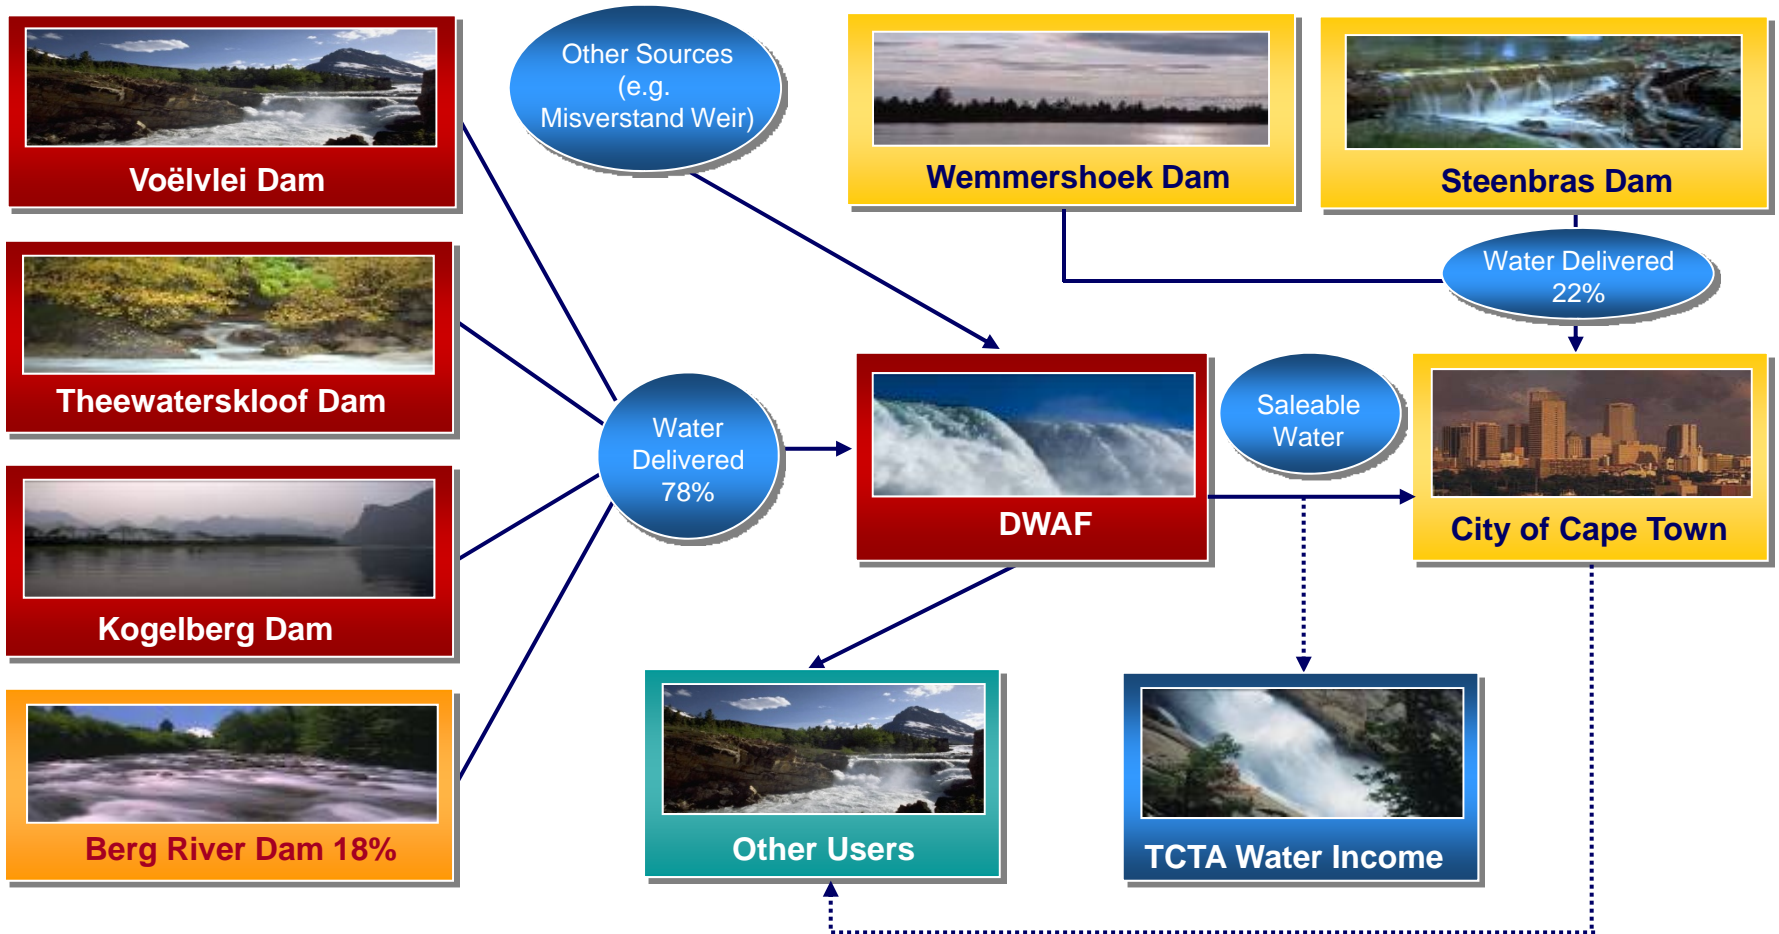 Other Sources
(e.g.
Misverstand Weir)
Voëlvlei Dam
Wemmershoek Dam
Steenbras Dam
Water Delivered
22%
Theewaterskloof Dam
Water
Delivered
78%
Saleable
Water
DWAF
City of Cape Town
Kogelberg Dam
Berg River Dam 18%
Other Users
TCTA Water Income